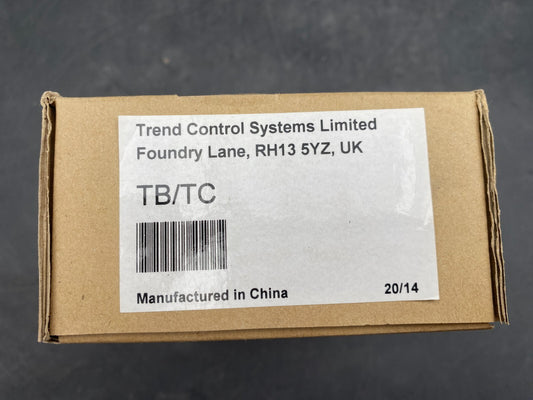 Trend Control Systems Limited
Foundry Lane, RH13 5YZ, UK
TB/TC
Manufactured in China 20/14